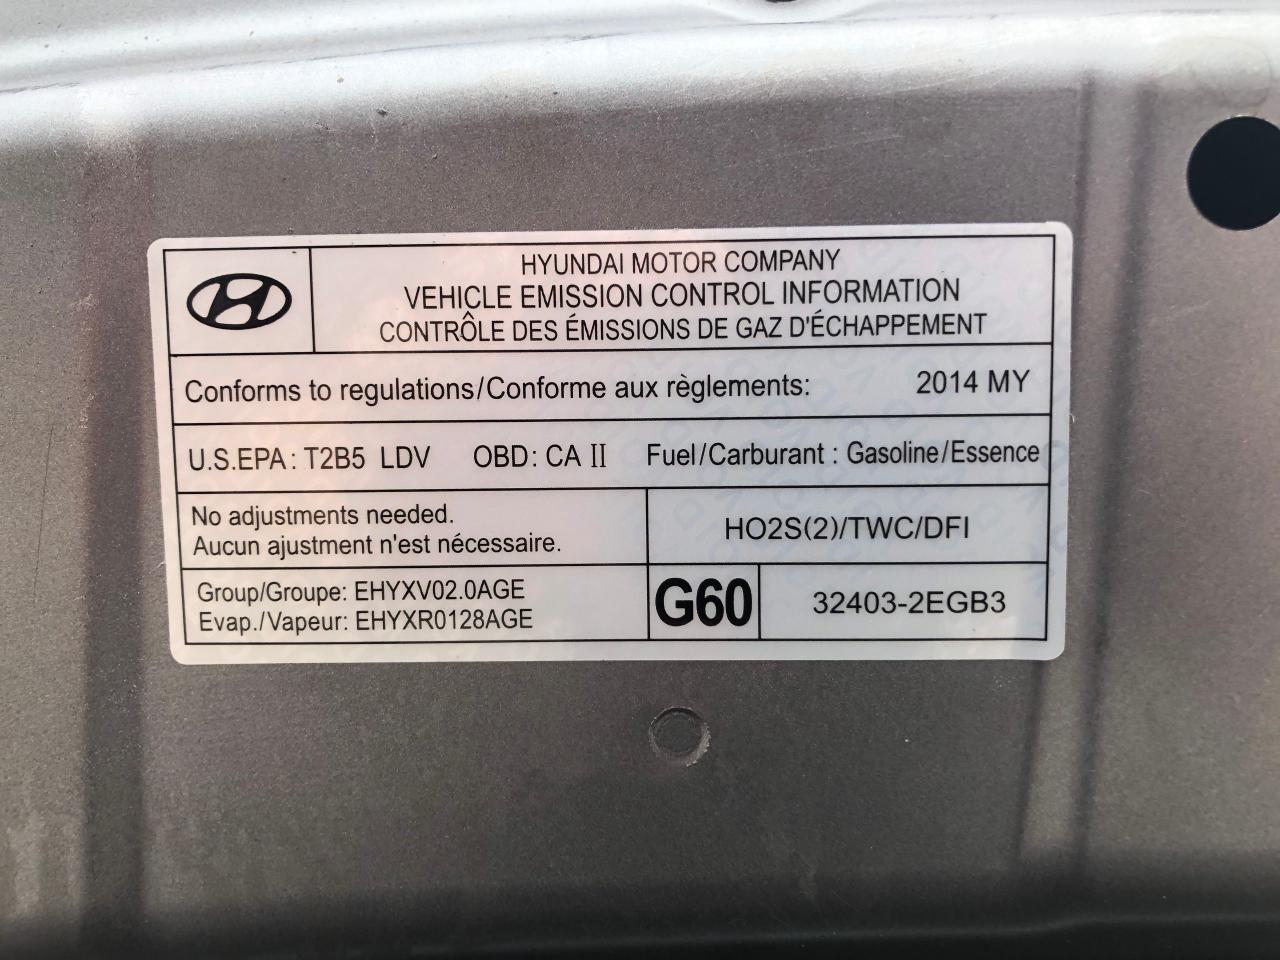 HYUNDAI MOTOR COMPANY
VEHICLE EMISSION CONTROL INFORMATION
CONTRÔLE DES ÉMISSIONS DE GAZ D'ÉCHAPPEMENT
Conforms to regulations/Conforme aux règlements: 2014 MY
U.S.EPA: T2B5 LDV OBD: CA II Fuel/Carburant : Gasoline/Essence
No adjustments needed.
Aucun ajustment n'est nécessaire.
HO2S(2)/TWC/DFI
Group/Groupe: EHYXV02.0AGE
Evap./Vapeur: EHYXR0128AGE
G60
32403-2EGB3